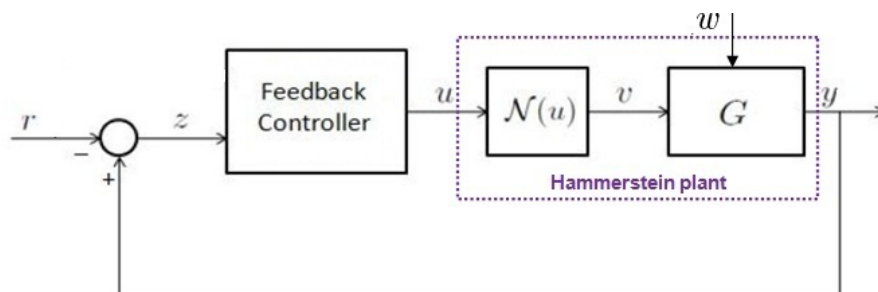 w
r
−
+
z
Feedback
Controller
u
𝒩(u)
v
G
y
Hammerstein plant